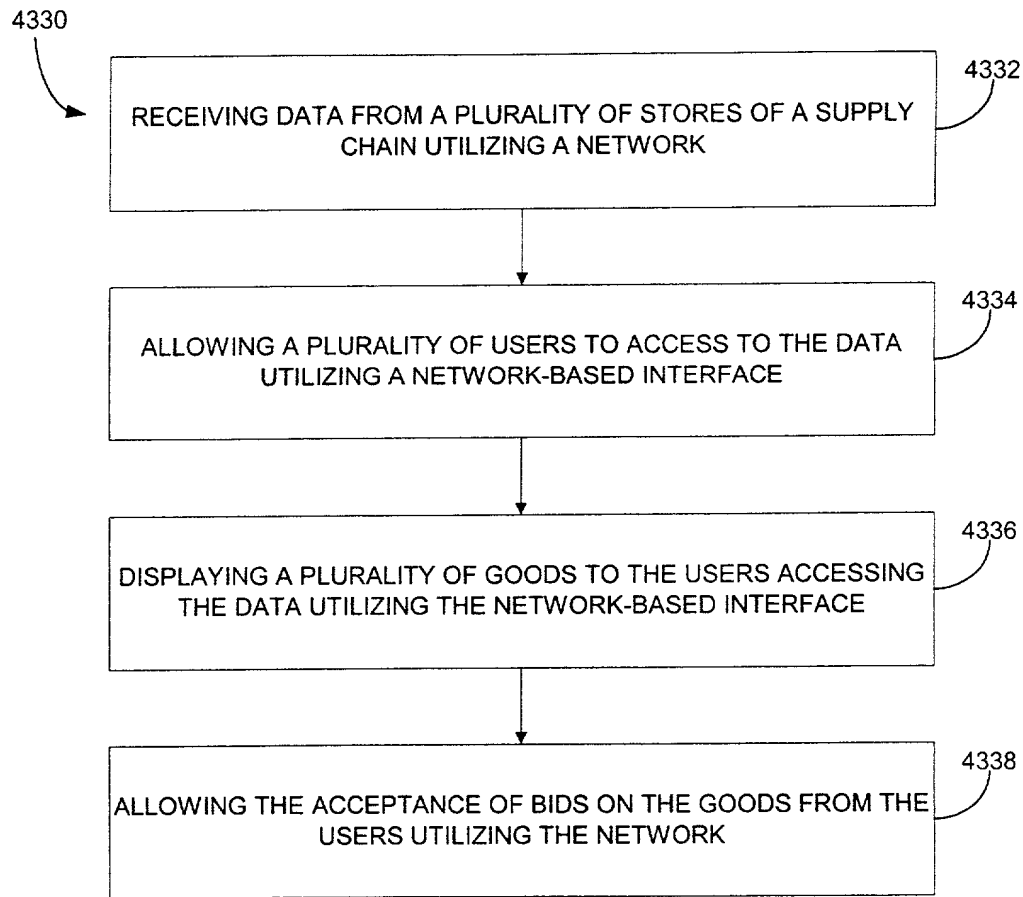 4330
4332
RECEIVING DATA FROM A PLURALITY OF STORES OF A SUPPLY
CHAIN UTILIZING A NETWORK
4334
ALLOWING A PLURALITY OF USERS TO ACCESS TO THE DATA
UTILIZING A NETWORK-BASED INTERFACE
4336
DISPLAYING A PLURALITY OF GOODS TO THE USERS ACCESSING
THE DATA UTILIZING THE NETWORK-BASED INTERFACE
4338
ALLOWING THE ACCEPTANCE OF BIDS ON THE GOODS FROM THE
USERS UTILIZING THE NETWORK